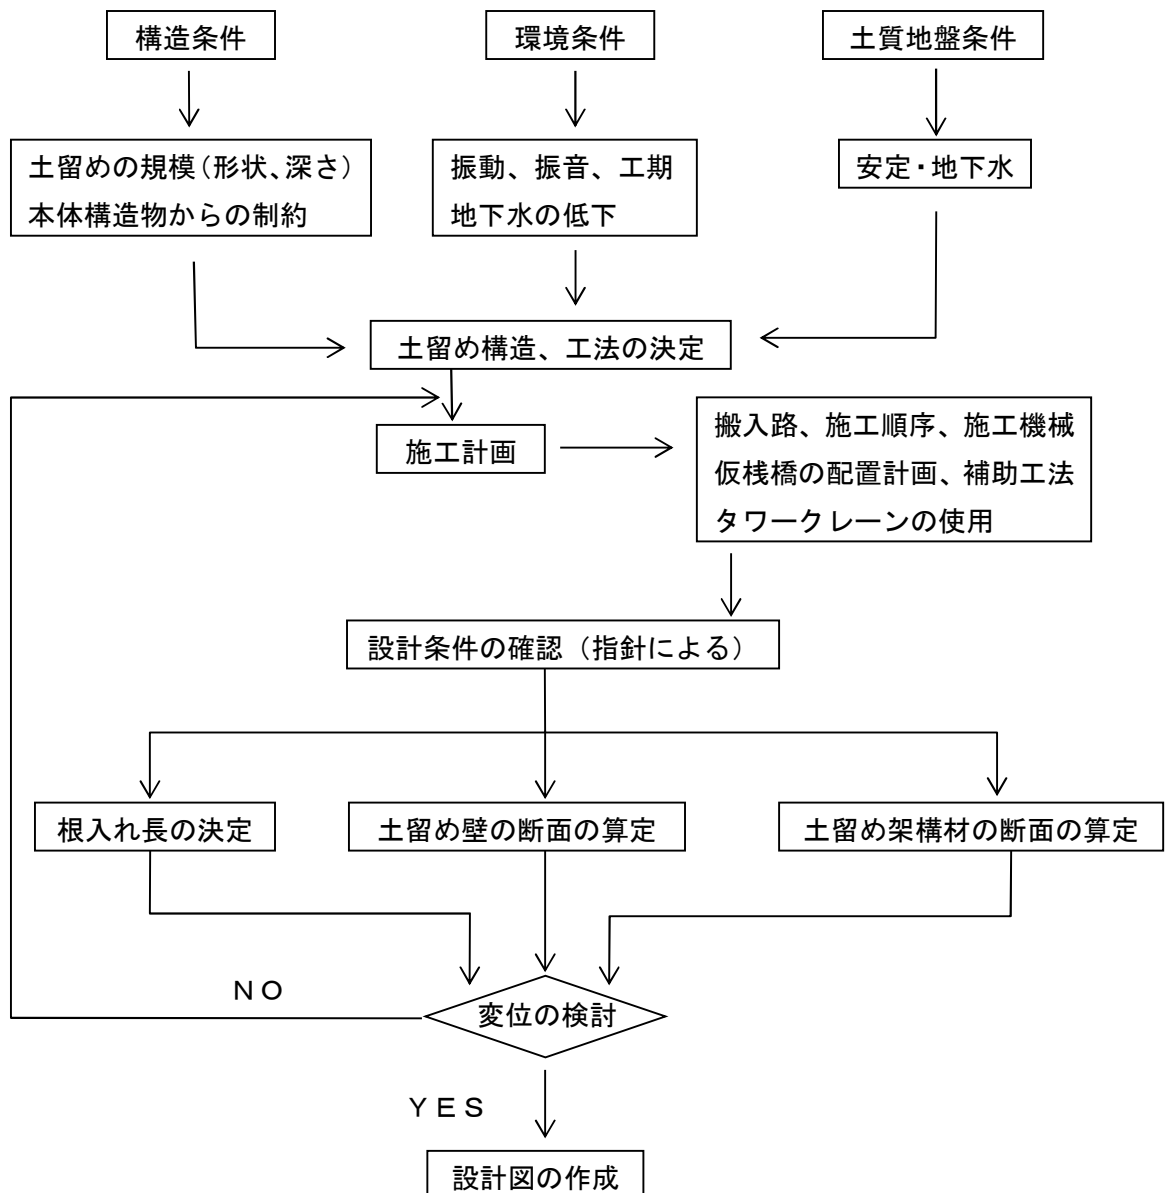 構造条件
環境条件
土質地盤条件
土留めの規模(形状、深さ)
本体構造物からの制約
振動、振音、工期
地下水の低下
安定・地下水
土留め構造、工法の決定
施工計画
搬入路、施工順序、施工機械
仮桟橋の配置計画、補助工法
タワークレーンの使用
設計条件の確認(指針による)
根入れ長の決定
土留め壁の断面の算定
土留め架構材の断面の算定
NO
変位の検討
YES
設計図の作成